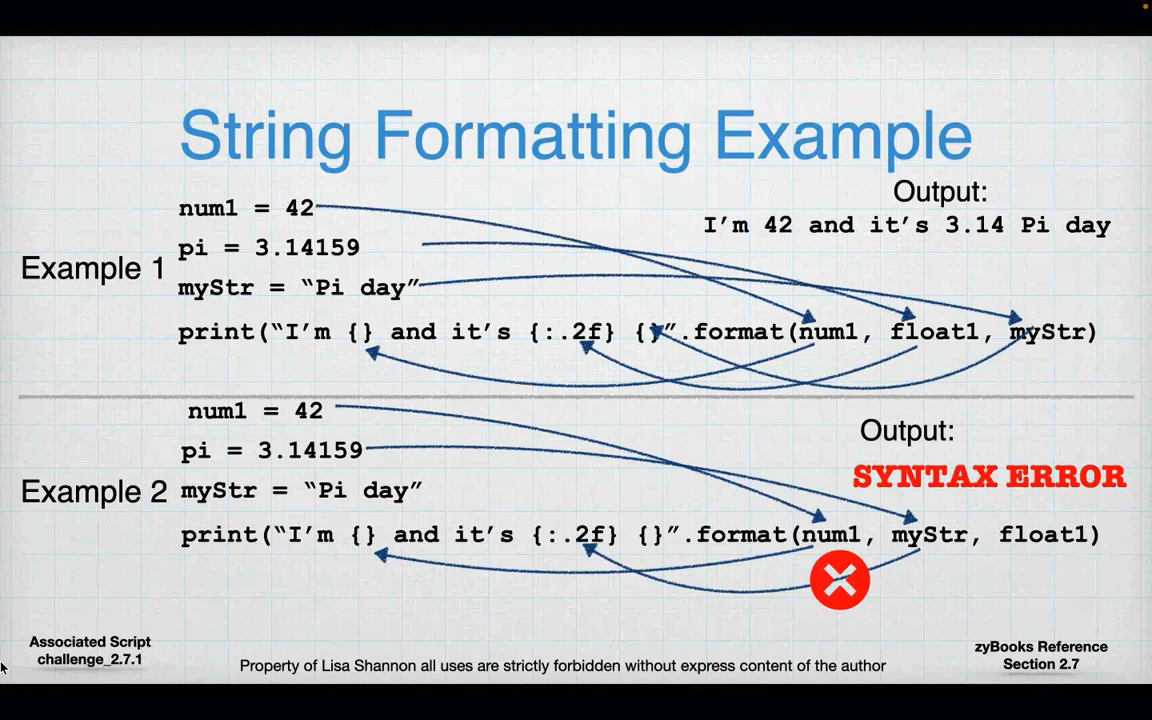 String Formatting Example
Output:
I’m 42 and it’s 3.14 Pi day
Example 1
num1 = 42
pi = 3.14159
myStr = “Pi day”
print(“I’m {} and it’s {:.2f} {}”.format(num1, float1, myStr)
Output:
SYNTAX ERROR
Example 2
num1 = 42
pi = 3.14159
myStr = “Pi day”
print(“I’m {} and it’s {:.2f} {}”.format(num1, myStr, float1)
Associated Script
challenge_2.7.1
Property of Lisa Shannon all uses are strictly forbidden without express content of the author
zyBooks Reference
Section 2.7